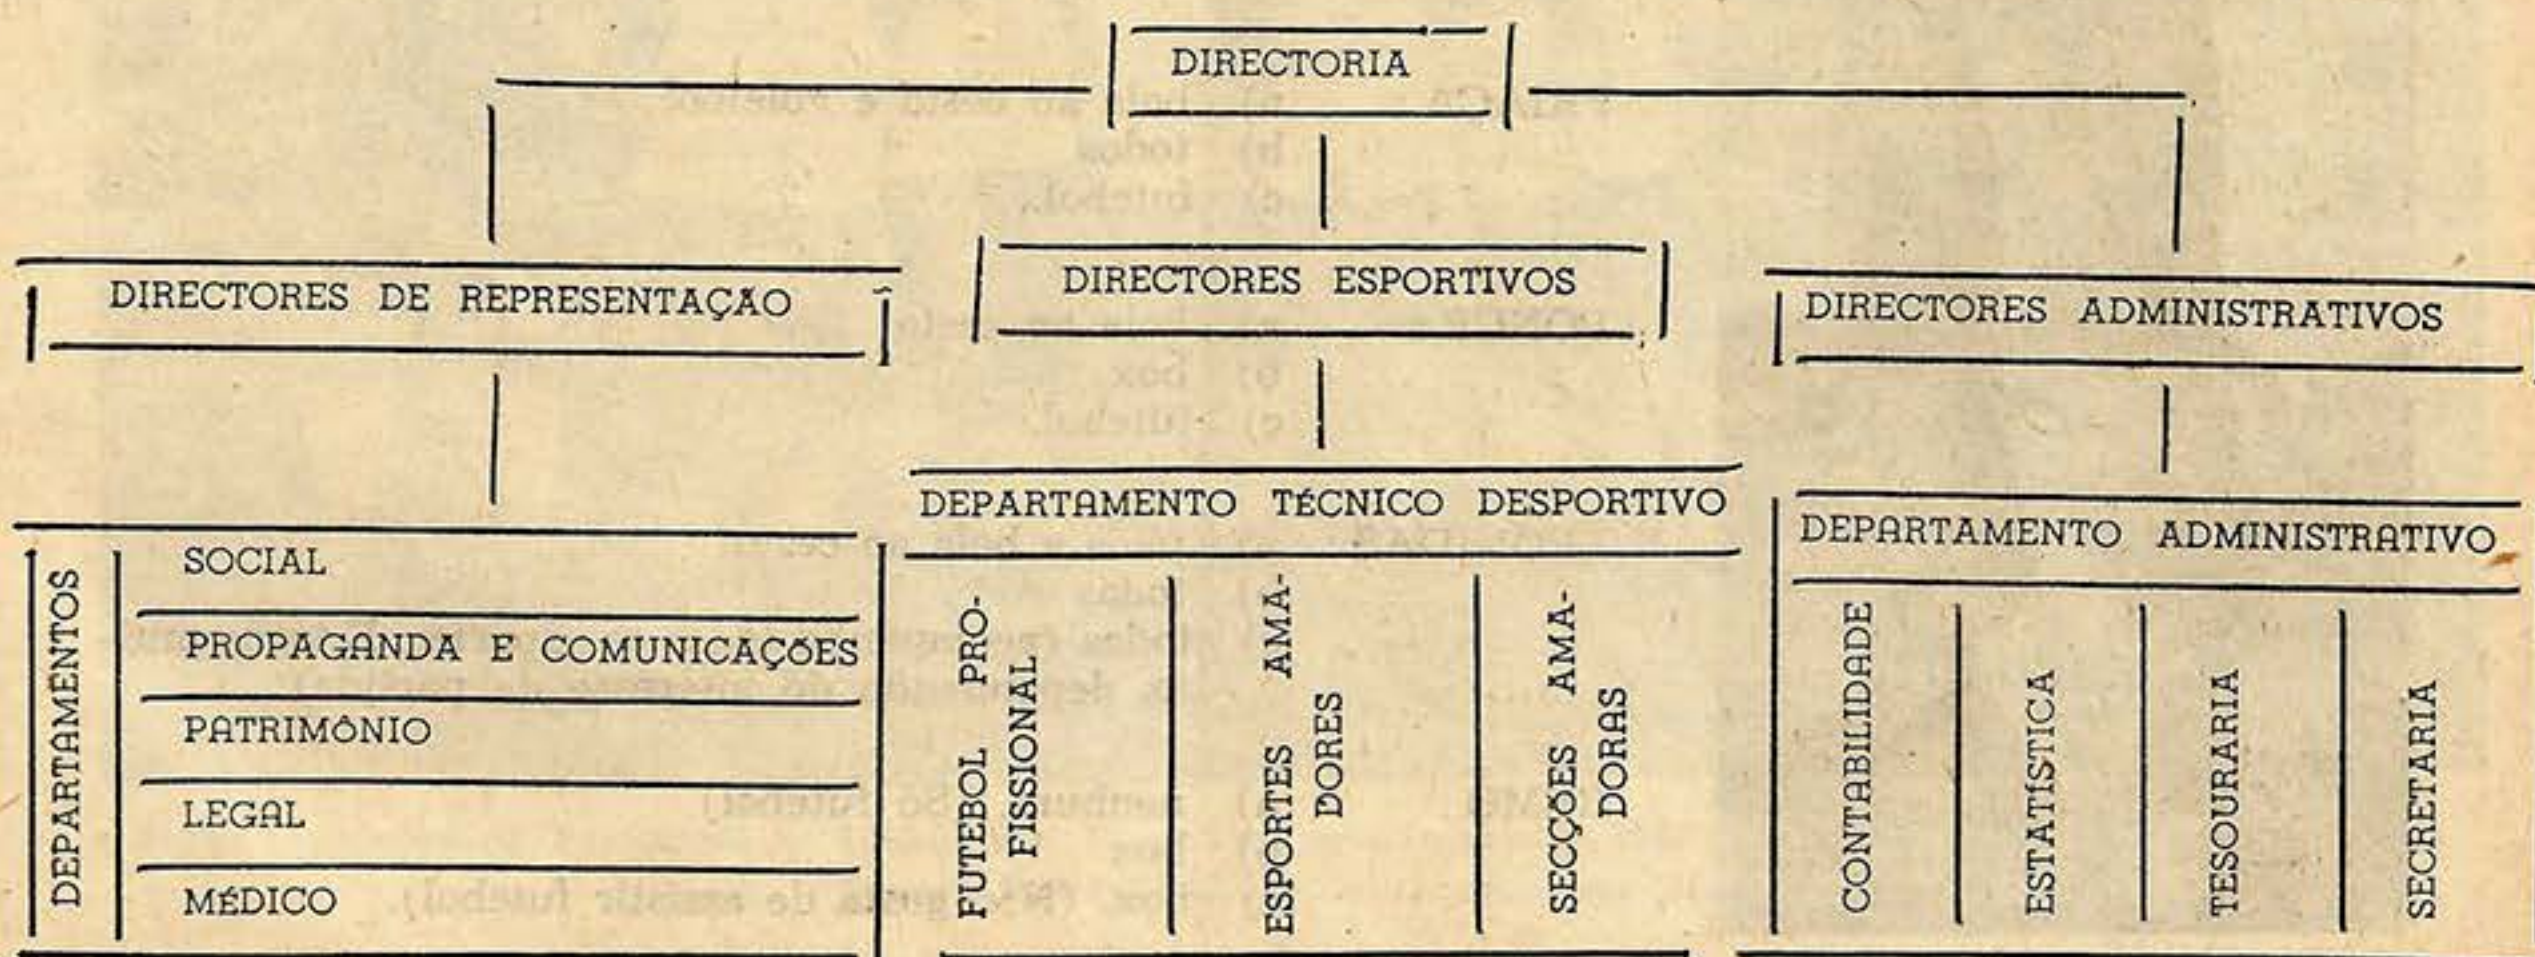 DIRECTORIA
DIRECTORES DE REPRESENTAÇÃO
DIRECTORES ESPORTIVOS
DIRECTORES ADMINISTRATIVOS
DEPARTAMENTOS
SOCIAL
PROPAGANDA E COMUNICAÇÕES
PATRIMÔNIO
LEGAL
MÉDICO
DEPARTAMENTO TÉCNICO DESPORTIVO
FUTEBOL PRO-
FISSIONAL
ESPORTES AMA-
DORES
SECÇÕES AMA-
DORAS
DEPARTAMENTO ADMINISTRATIVO
CONTABILIDADE
ESTATÍSTICA
TESOURARIA
SECRETARIA